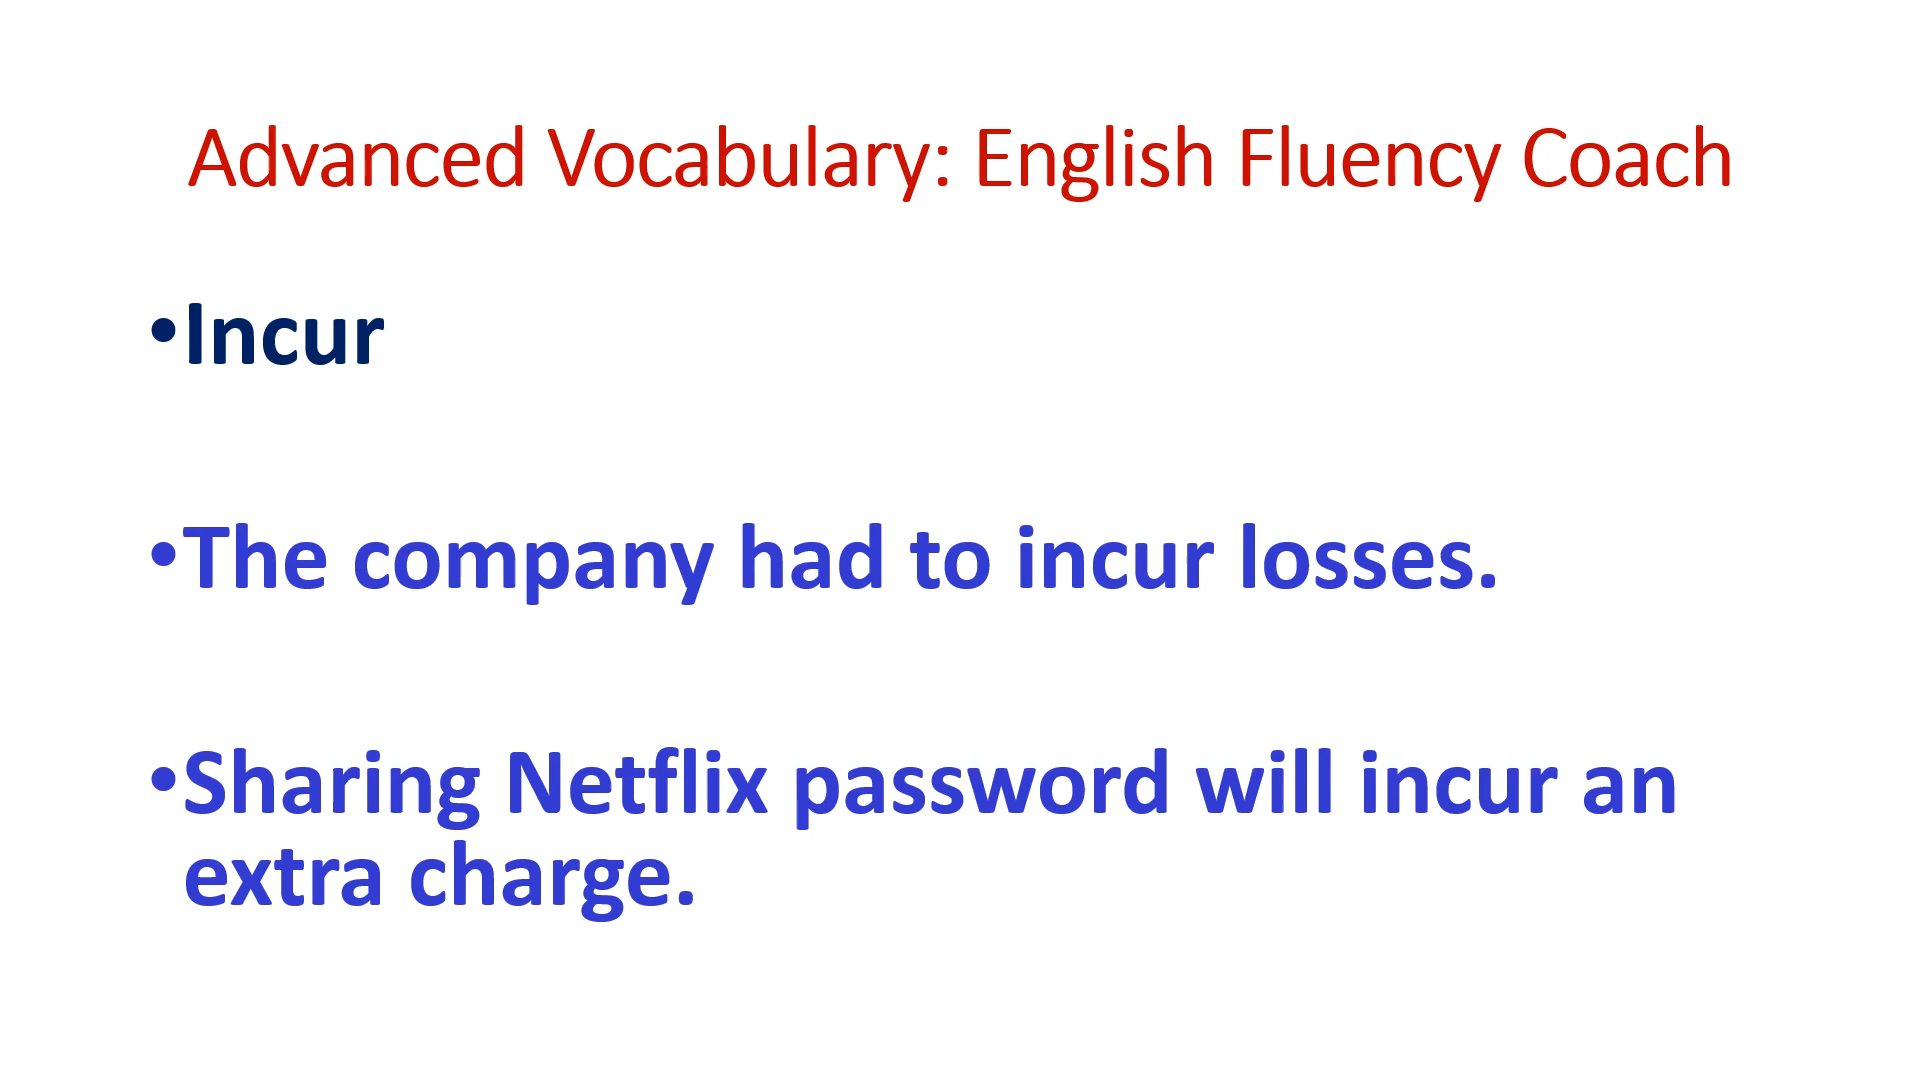 Advanced Vocabulary: English Fluency Coach
•Incur
•The company had to incur losses.
•Sharing Netflix password will incur an
extra charge.